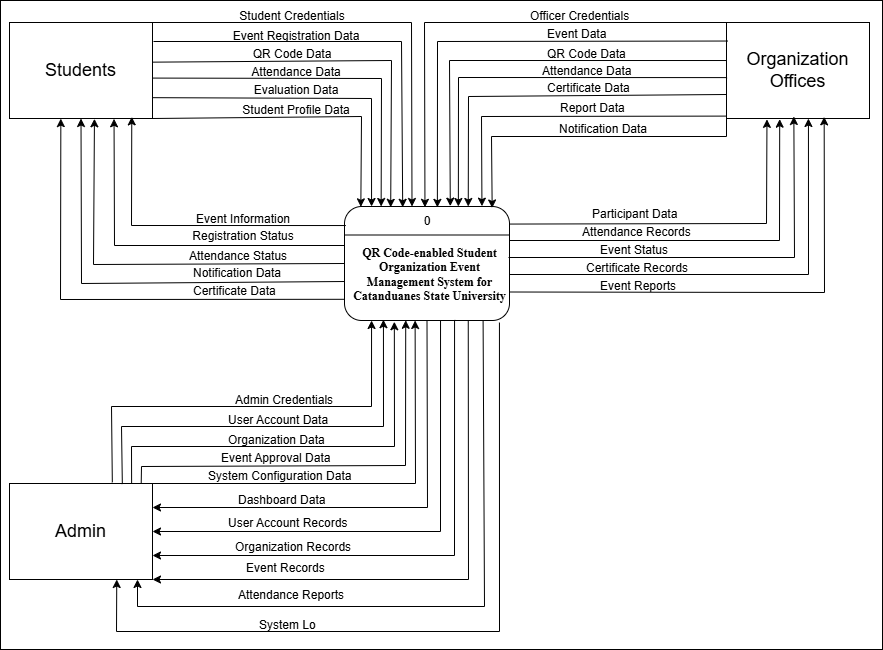 Student Credentials
Event Registration Data
QR Code Data
Attendance Data
Evaluation Data
Student Profile Data
Students
Officer Credentials
Event Data
QR Code Data
Attendance Data
Certificate Data
Report Data
Notification Data
Organization
Offices
Event Information
Registration Status
Attendance Status
Notification Data
Certificate Data
0
QR Code-enabled Student
Organization Event
Management System for
Catanduanes State University
Participant Data
Attendance Records
Event Status
Certificate Records
Event Reports
Admin Credentials
User Account Data
Organization Data
Event Approval Data
System Configuration Data
Admin
Dashboard Data
User Account Records
Organization Records
Event Records
Attendance Reports
System Lo